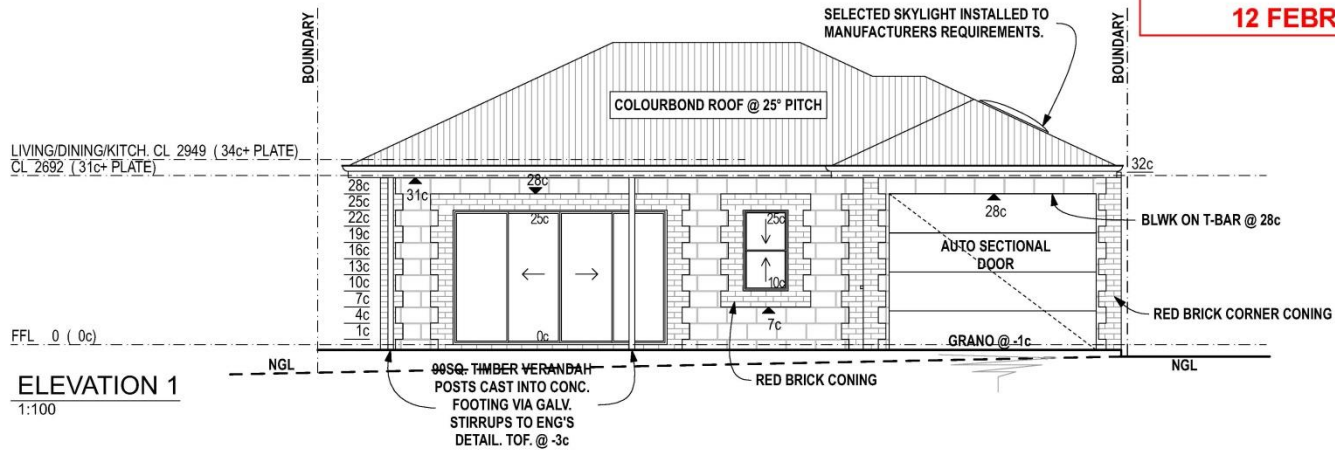 12 FEBR
SELECTED SKYLIGHT INSTALLED TO
MANUFACTURERS REQUIREMENTS.
BOUNDARY
BOUNDARY
COLOURBOND ROOF @ 25° PITCH
LIVING/DINING/KITCH. CL 2949 ( 34c+ PLATE)
CL 2692 ( 31c+ PLATE)
32c
28c
25c
22c
19c
16c
13c
10c
7c
4c
1c
31c
28c
25c
0c
25c
10c
7c
28c
BLWK ON T-BAR @ 28c
AUTO SECTIONAL
DOOR
RED BRICK CORNER CONING
GRANO @ -1c
FFL 0 ( 0c)
NGL
NGL
ELEVATION 1
1:100
90SQ. TIMBER VERANDAH
POSTS CAST INTO CONC.
FOOTING VIA GALV.
STIRRUPS TO ENG'S
DETAIL. TOF. @ -3c
RED BRICK CONING